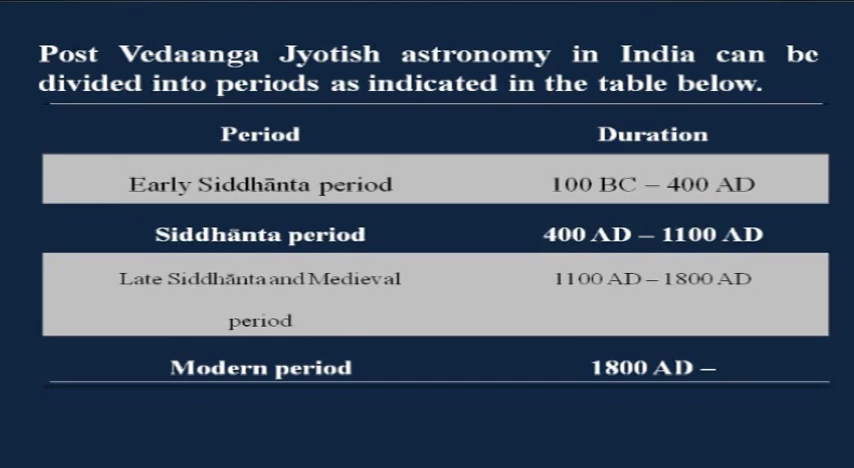 Post Vedaanga Jyotish astronomy in India can be
divided into periods as indicated in the table below.
Period Duration
Early Siddhānta period 100 BC – 400 AD
Siddhānta period 400 AD – 1100 AD
Late Siddhānta and Medieval 1100 AD – 1800 AD
period
Modern period 1800 AD –